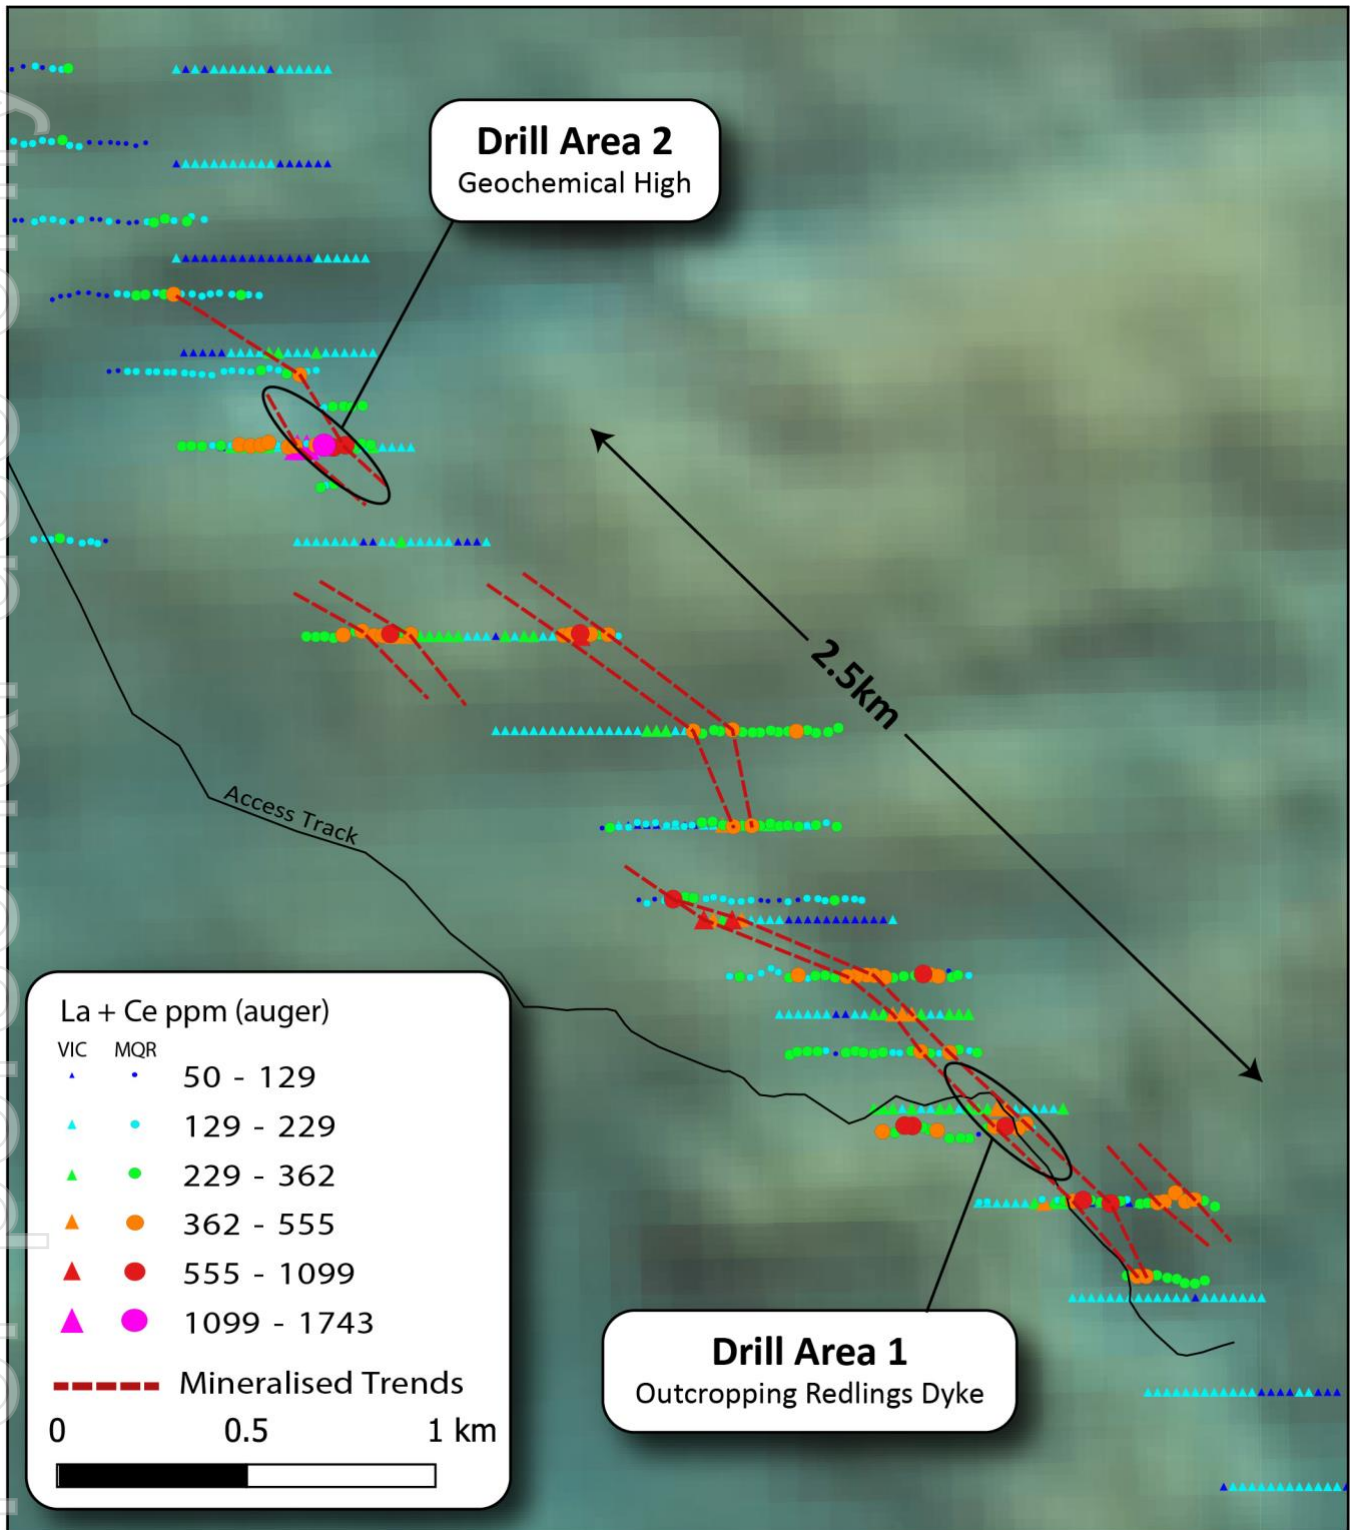 Drill Area 2
Geochemical High
2.5km
Access Track
La + Ce ppm (auger)
VIC MQR
50 - 129
129 - 229
229 - 362
362 - 555
555 - 1099
1099 - 1743
Mineralised Trends
0 0.5 1 km
Drill Area 1
Outcropping Redlings Dyke